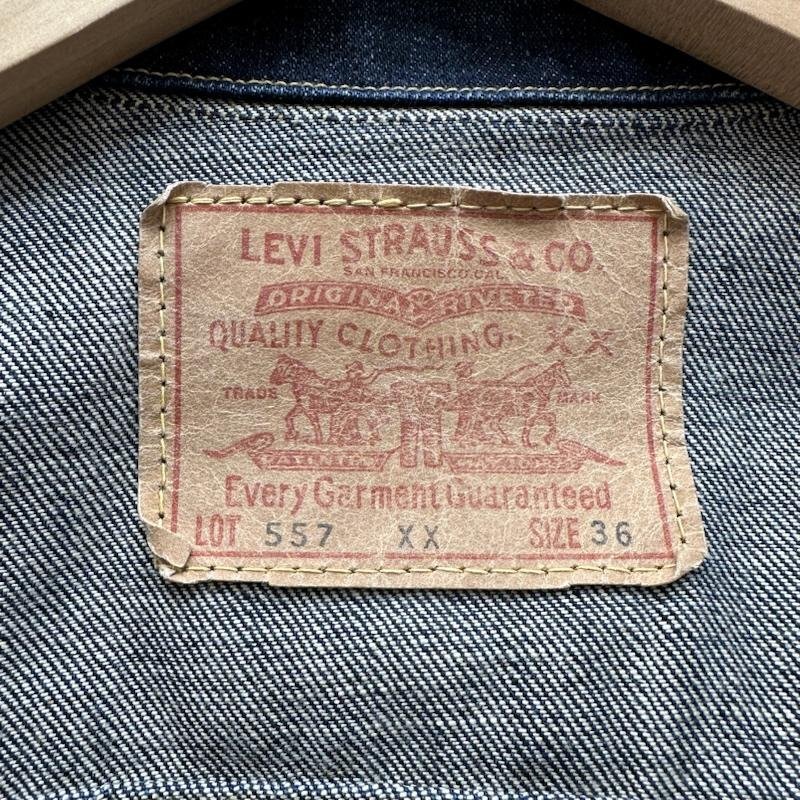 LEVI STRAUSS & CO.
SAN FRANCISCO, CAL.
ORIGINAL RIVETED
QUALITY CLOTHING. XX
TRADE MARK
PATENTED
Every Garment Guaranteed
LOT 557 XX SIZE 36